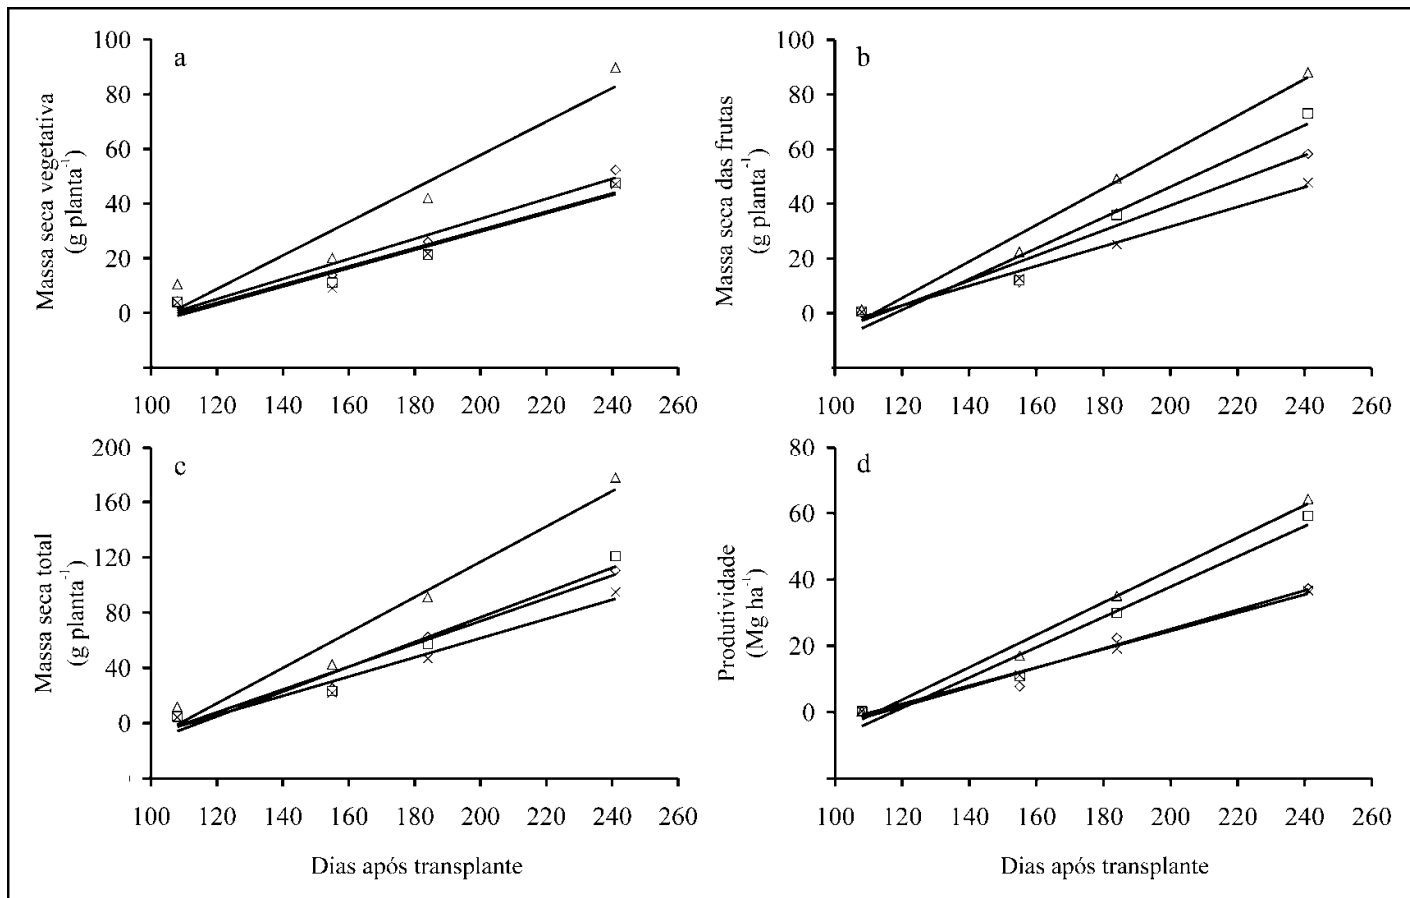 a
Massa seca vegetativa
(g planta⁻¹)
100
80
60
40
20
0
100 120 140 160 180 200 220 240 260
b
Massa seca das frutas
(g planta⁻¹)
100
80
60
40
20
0
100 120 140 160 180 200 220 240 260
c
Massa seca total
(g planta⁻¹)
200
160
120
80
40
0
-
100 120 140 160 180 200 220 240 260
Dias após transplante
d
Produtividade
(Mg ha⁻¹)
80
60
40
20
0
100 120 140 160 180 200 220 240 260
Dias após transplante